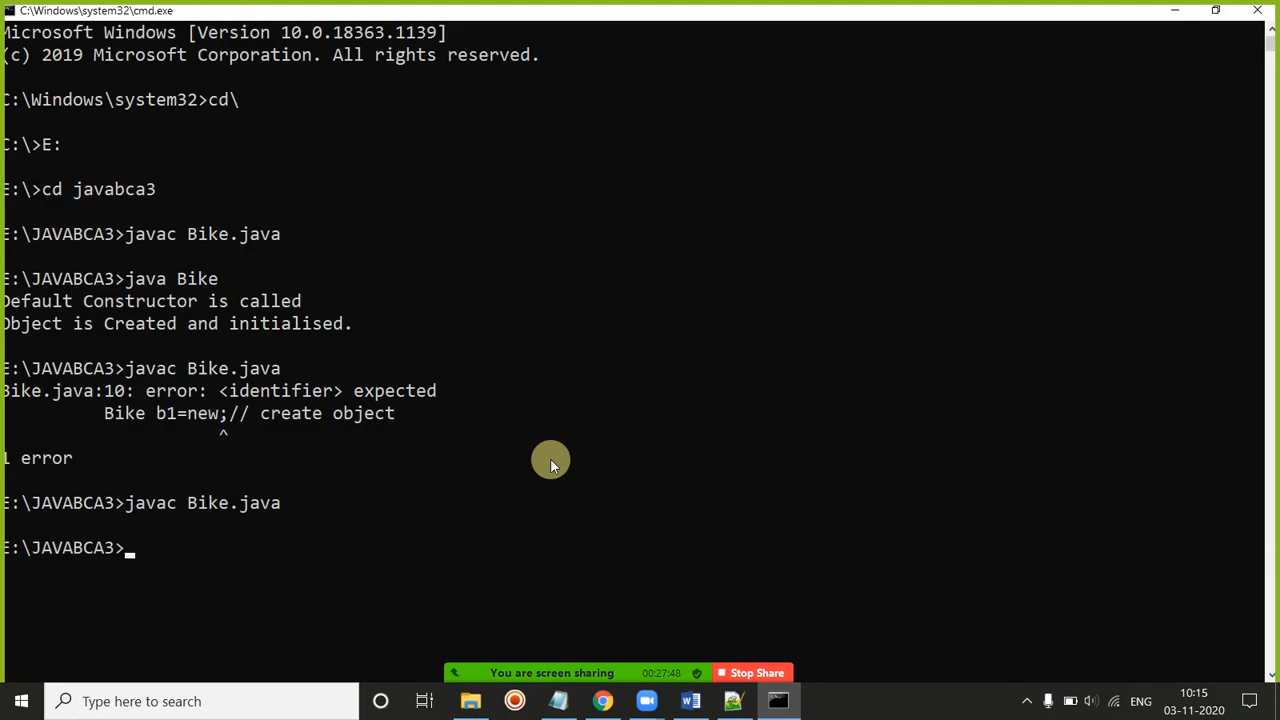 C:\Windows\system32\cmd.exe
Microsoft Windows [Version 10.0.18363.1139]
(c) 2019 Microsoft Corporation. All rights reserved.
C:\Windows\system32>cd\
C:\>E:
E:\>cd javabca3
E:\JAVABCA3>javac Bike.java
E:\JAVABCA3>java Bike
Default Constructor is called
Object is Created and initialised.
E:\JAVABCA3>javac Bike.java
Bike.java:10: error: <identifier> expected
Bike b1=new;// create object
^
1 error
E:\JAVABCA3>javac Bike.java
E:\JAVABCA3>
You are screen sharing 00:27:48 Stop Share
Type here to search
ENG
10:15
03-11-2020